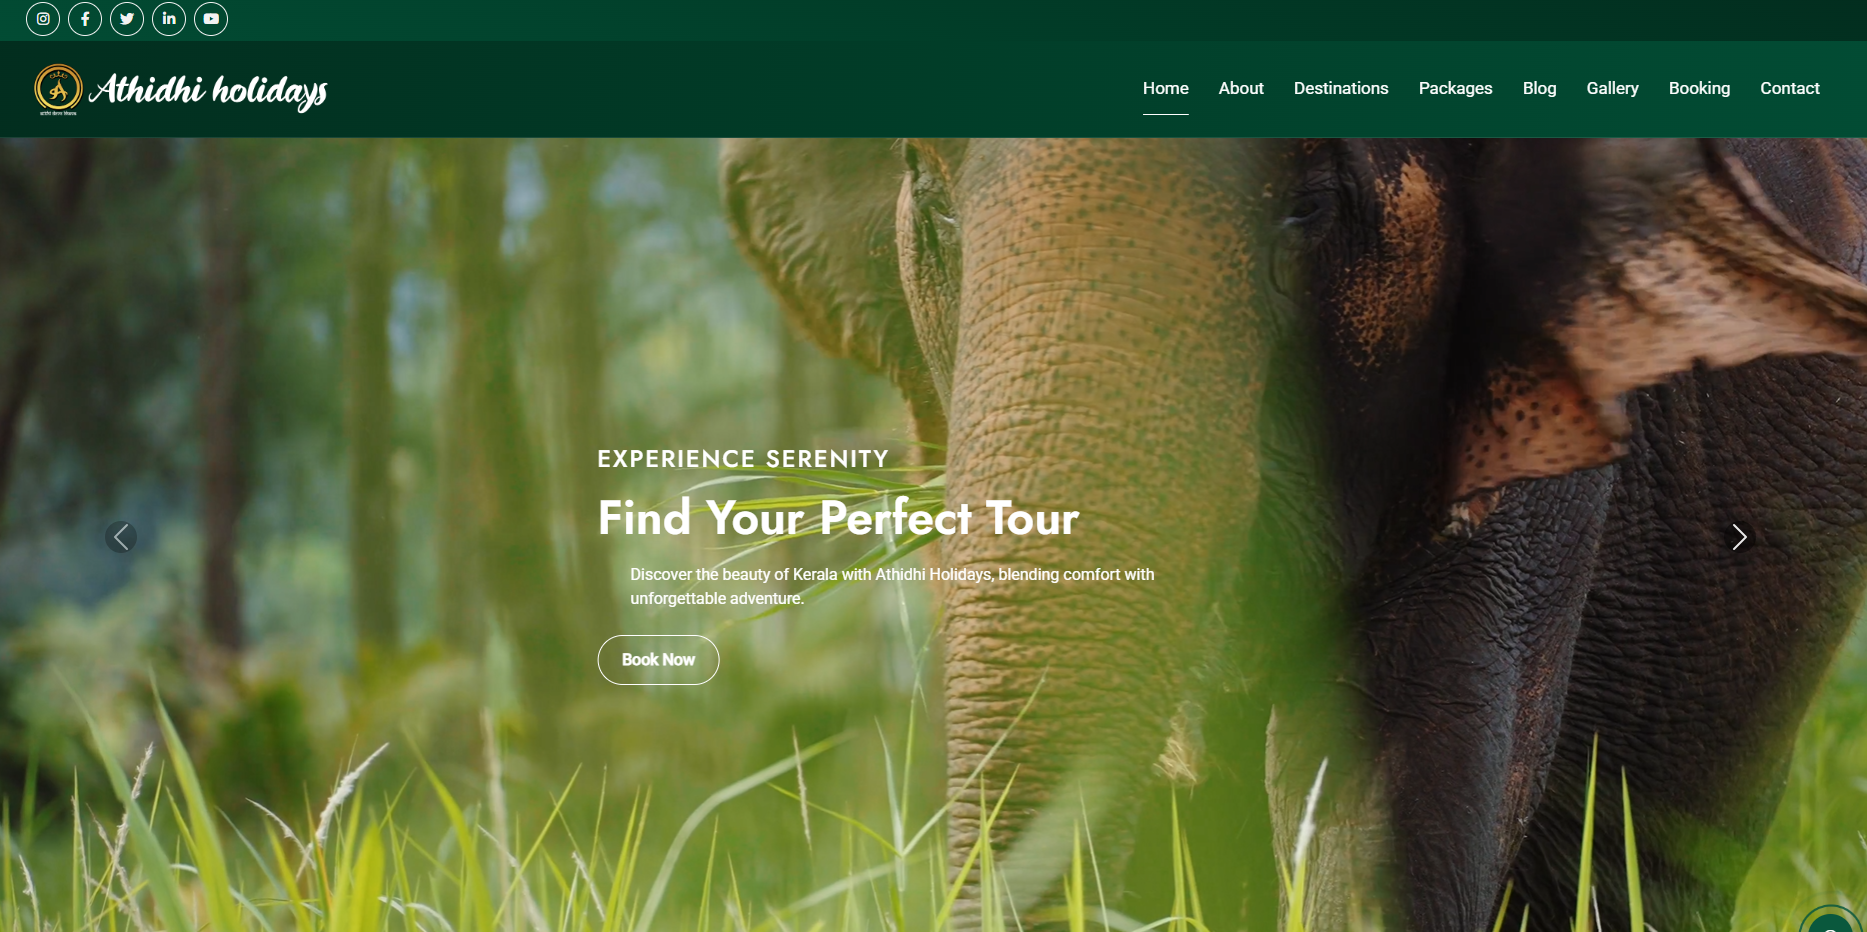 Athidhi holidays
Home About Destinations Packages Blog Gallery Booking Contact
EXPERIENCE SERENITY
Find Your Perfect Tour
Discover the beauty of Kerala with Athidhi Holidays, blending comfort with
unforgettable adventure.
Book Now